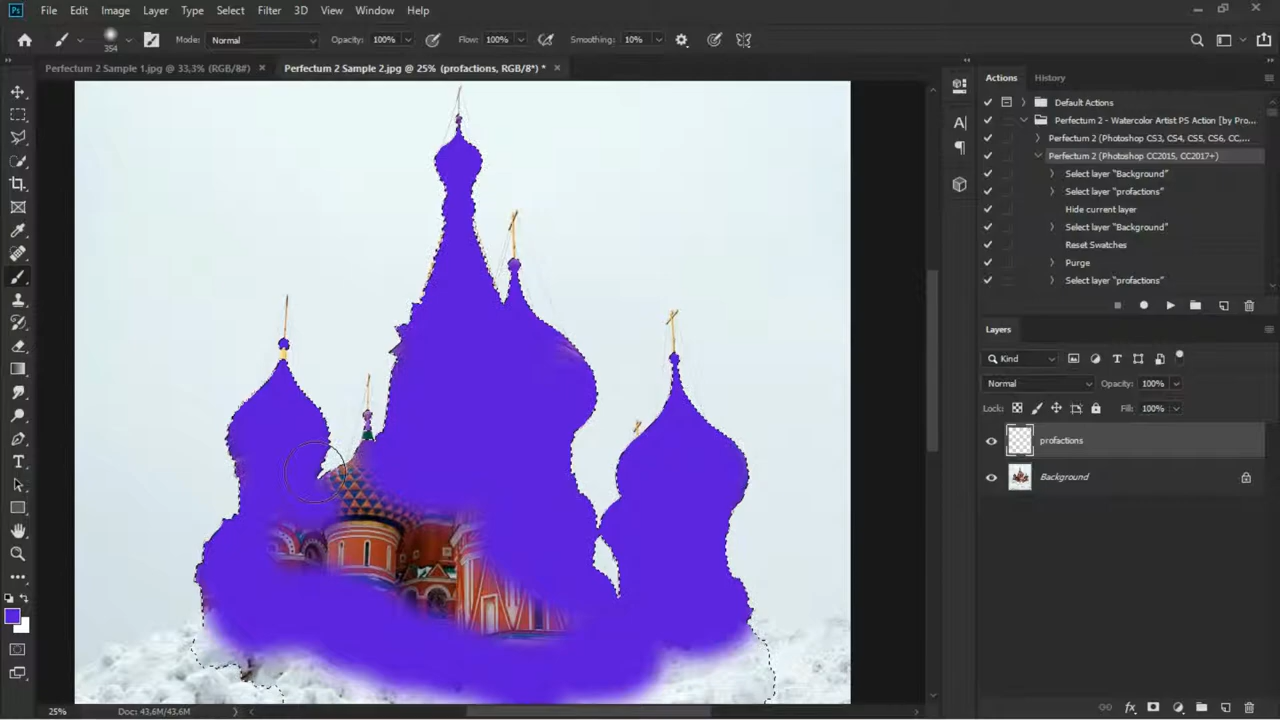 Ps File Edit Image Layer Type Select Filter 3D View Window Help
354 Mode: Normal Opacity: 100% Flow: 100% Smoothing: 10%
Perfectum 2 Sample 1.jpg @ 33,3% (RGB/8#) × Perfectum 2 Sample 2.jpg @ 25% (profactions, RGB/8*) * ×
Actions History
Default Actions
Perfectum 2 - Watercolor Artist PS Action [by Pro...
Perfectum 2 (Photoshop CS3, CS4, CS5, CS6, CC,...
Perfectum 2 (Photoshop CC2015, CC2017+)
Select layer "Background"
Select layer "profactions"
Hide current layer
Select layer "Background"
Reset Swatches
Purge
Select layer "profactions"
Layers
Kind
Normal Opacity: 100%
Lock: Fill: 100%
profactions
Background
25% Doc: 43,6M/43,6M
fx